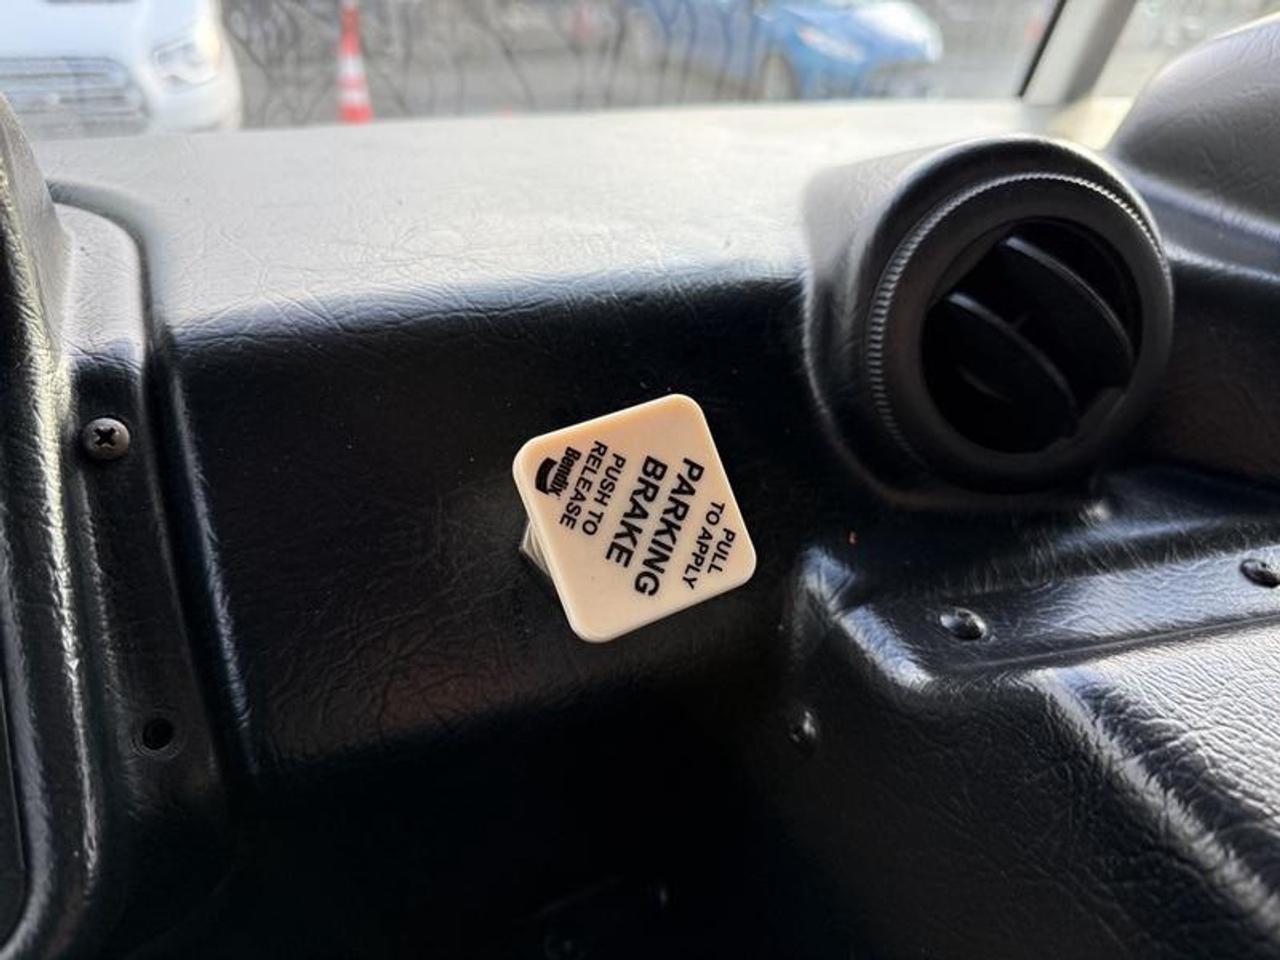 PULL
TO APPLY
PARKING
BRAKE
PUSH TO
RELEASE
Bendix